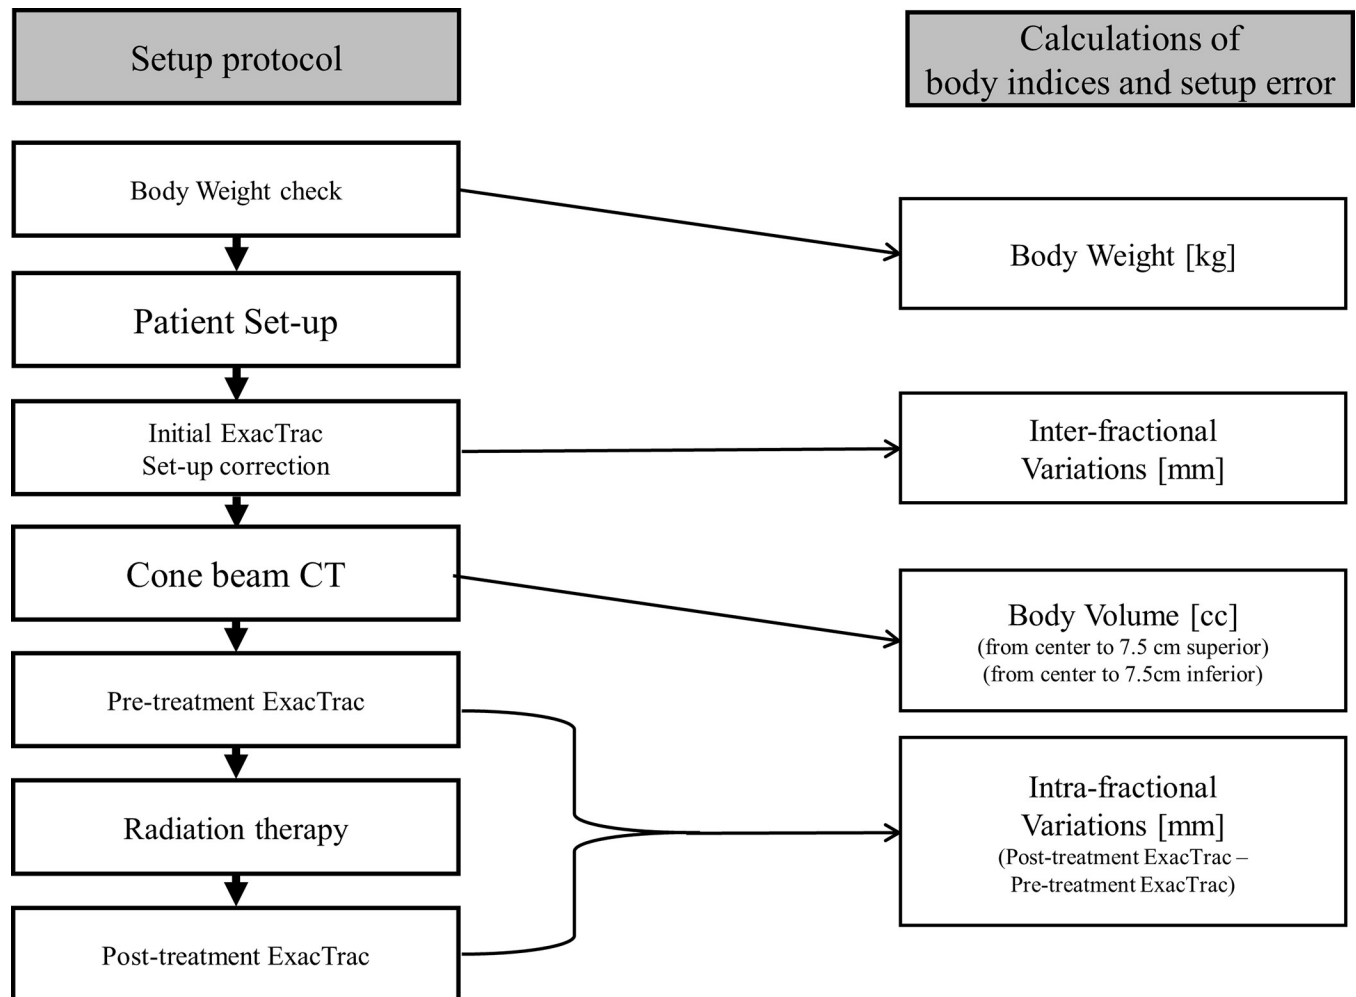 Setup protocol
Calculations of
body indices and setup error
Body Weight check
Body Weight [kg]
Patient Set-up
Initial ExacTrac
Set-up correction
Inter-fractional
Variations [mm]
Cone beam CT
Body Volume [cc]
(from center to 7.5 cm superior)
(from center to 7.5cm inferior)
Pre-treatment ExacTrac
Radiation therapy
Intra-fractional
Variations [mm]
(Post-treatment ExacTrac –
Pre-treatment ExacTrac)
Post-treatment ExacTrac